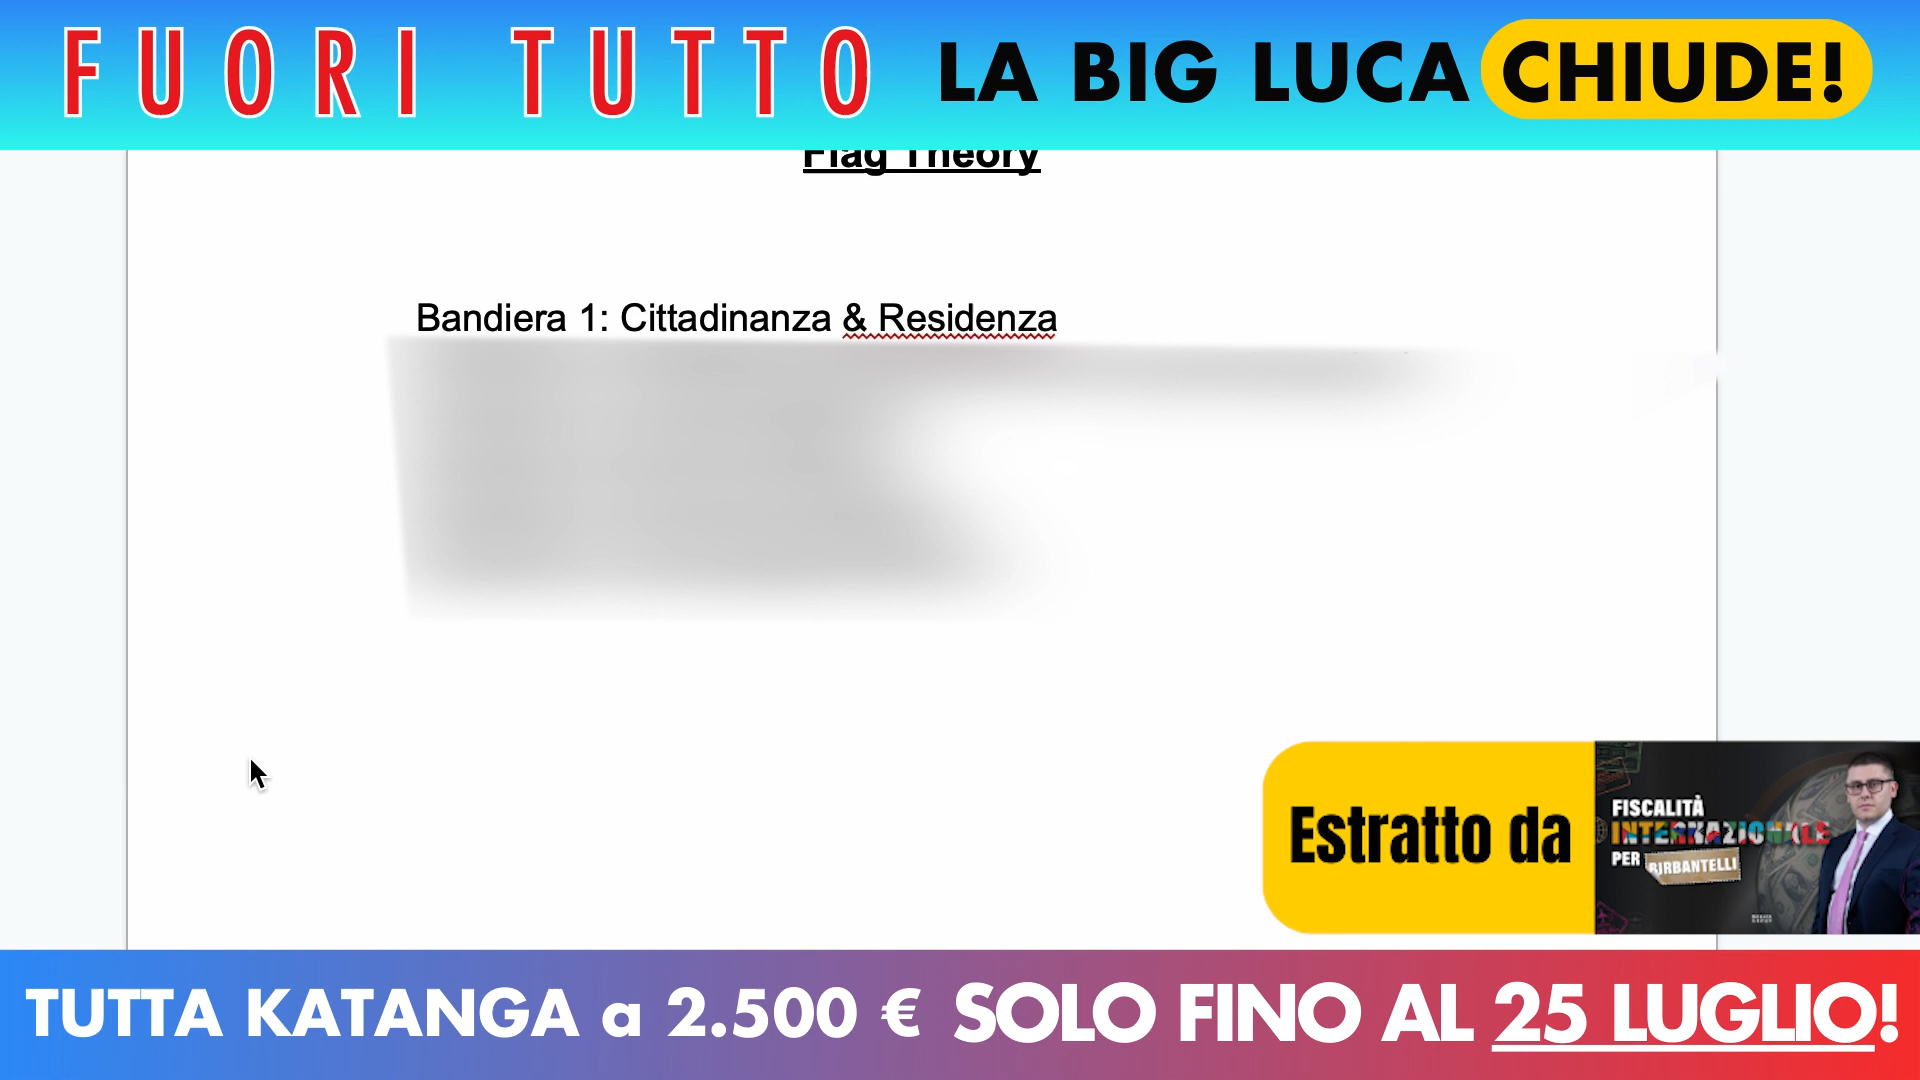 FUORI TUTTO LA BIG LUCA CHIUDE!
Flag Theory
Bandiera 1: Cittadinanza & Residenza
Estratto da
FISCALITÀ
INTERNAZIONALE
PER BIRBANTELLI
TUTTA KATANGA a 2.500 € SOLO FINO AL 25 LUGLIO!